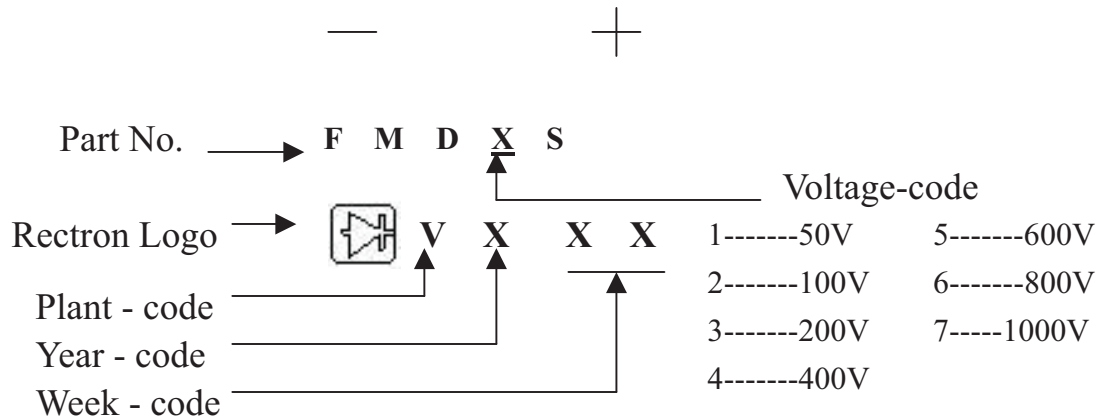 — +
Part No. F M D X S
Voltage-code
Rectron Logo V X X X
1-------50V 5-------600V
Plant - code
2-------100V 6-------800V
Year - code
3-------200V 7-----1000V
Week - code
4-------400V